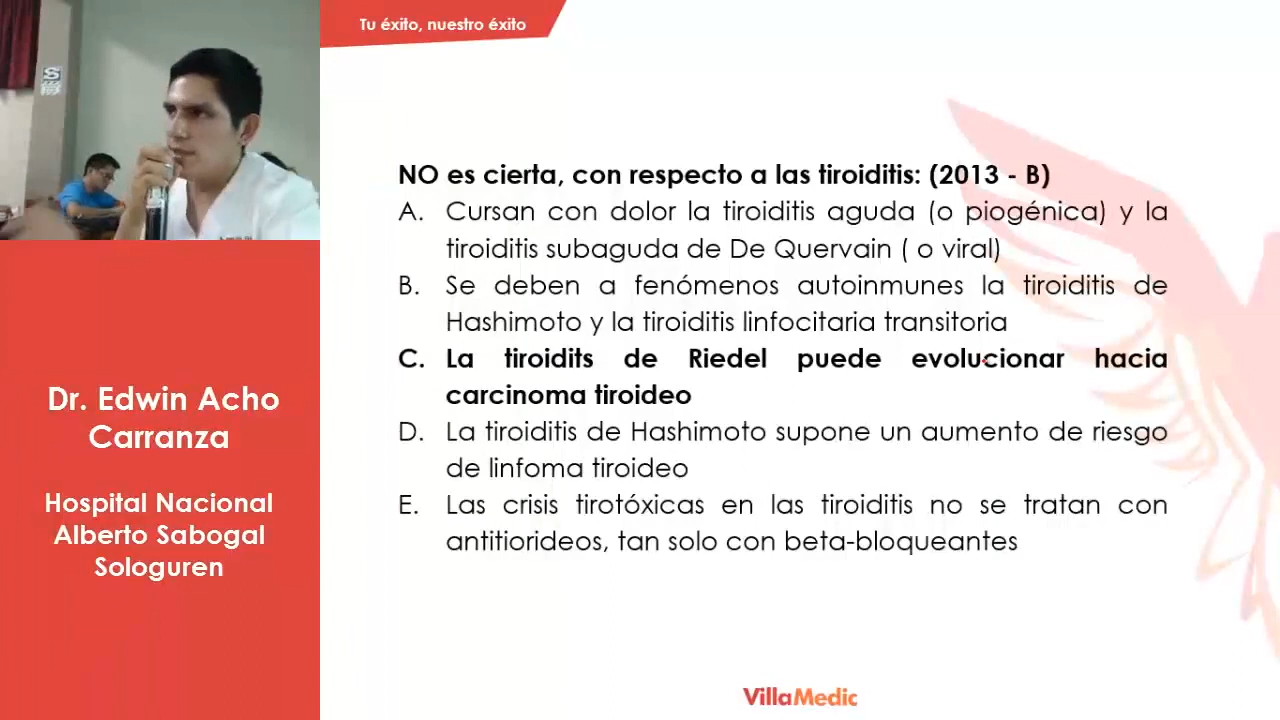 Tu éxito, nuestro éxito
S
NO es cierta, con respecto a las tiroiditis: (2013 - B)
A. Cursan con dolor la tiroiditis aguda (o piogénica) y la
tiroiditis subaguda de De Quervain ( o viral)
B. Se deben a fenómenos autoinmunes la tiroiditis de
Hashimoto y la tiroiditis linfocitaria transitoria
C. La tiroidits de Riedel puede evolucionar hacia
carcinoma tiroideo
D. La tiroiditis de Hashimoto supone un aumento de riesgo
de linfoma tiroideo
E. Las crisis tirotóxicas en las tiroiditis no se tratan con
antitiorideos, tan solo con beta-bloqueantes
Dr. Edwin Acho
Carranza
Hospital Nacional
Alberto Sabogal
Sologuren
VillaMedic